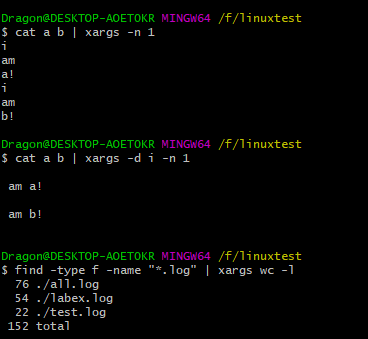 Dragon@DESKTOP-AOETOKR MINGW64 /f/linuxtest
$ cat a b | xargs -n 1
i
am
a!
i
am
b!
Dragon@DESKTOP-AOETOKR MINGW64 /f/linuxtest
$ cat a b | xargs -d i -n 1
am a!
am b!
Dragon@DESKTOP-AOETOKR MINGW64 /f/linuxtest
$ find -type f -name "*.log" | xargs wc -l
76 ./all.log
54 ./labex.log
22 ./test.log
152 total